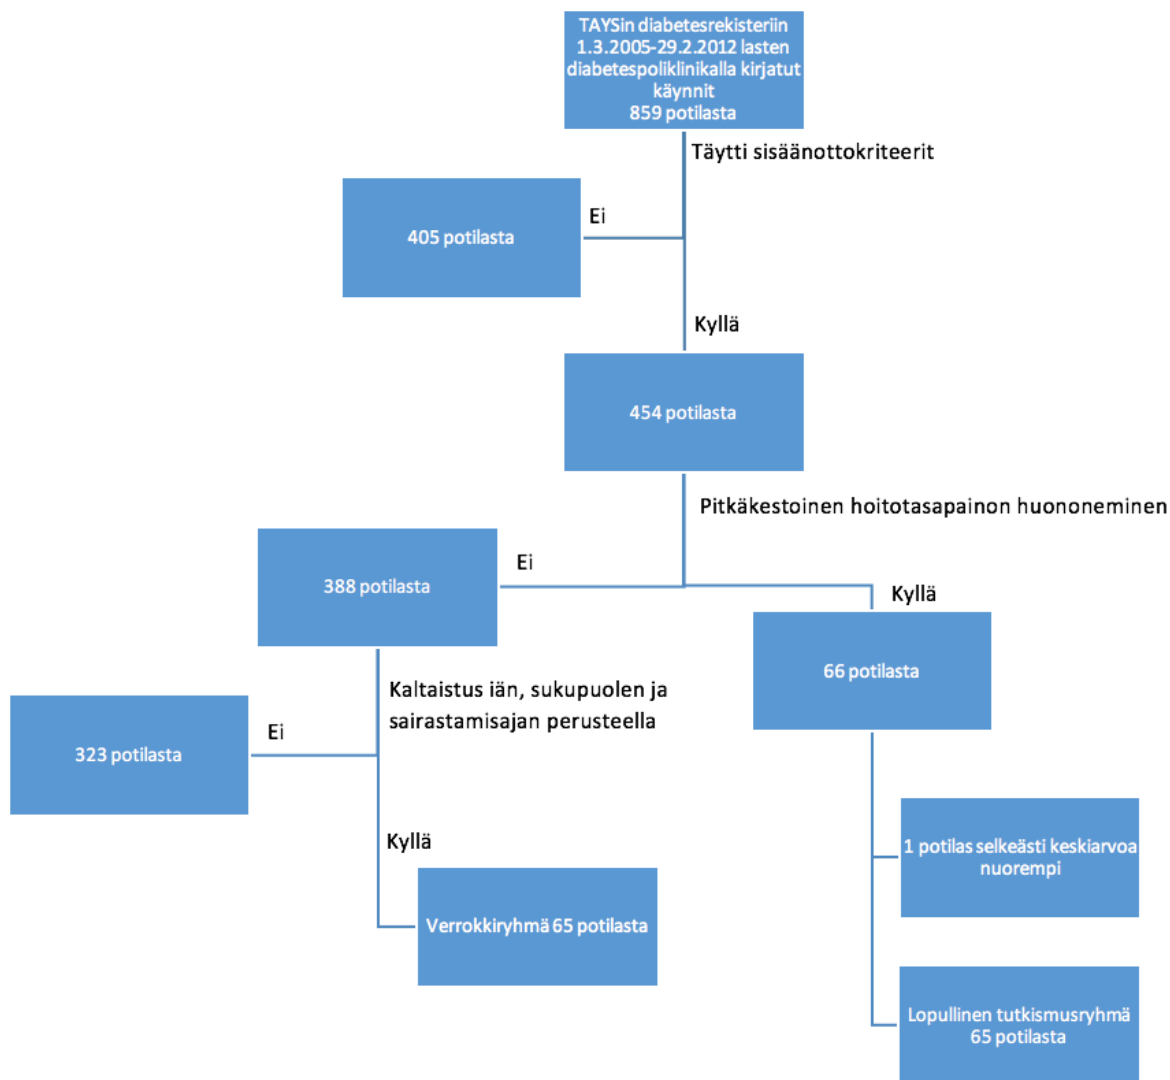 TAYSin diabetesrekisteriin
1.3.2005-29.2.2012 lasten
diabetespoliklinikalla kirjatut
käynnit
859 potilasta
Täytti sisäänottokriteerit
Ei
405 potilasta
Kyllä
454 potilasta
Pitkäkestoinen hoitotasapainon huononeminen
Ei
388 potilasta
Kyllä
66 potilasta
Kaltaistus iän, sukupuolen ja
sairastamisajan perusteella
Ei
323 potilasta
Kyllä
Verrokkiryhmä 65 potilasta
1 potilas selkeästi keskiarvoa
nuorempi
Lopullinen tutkismusryhmä
65 potilasta